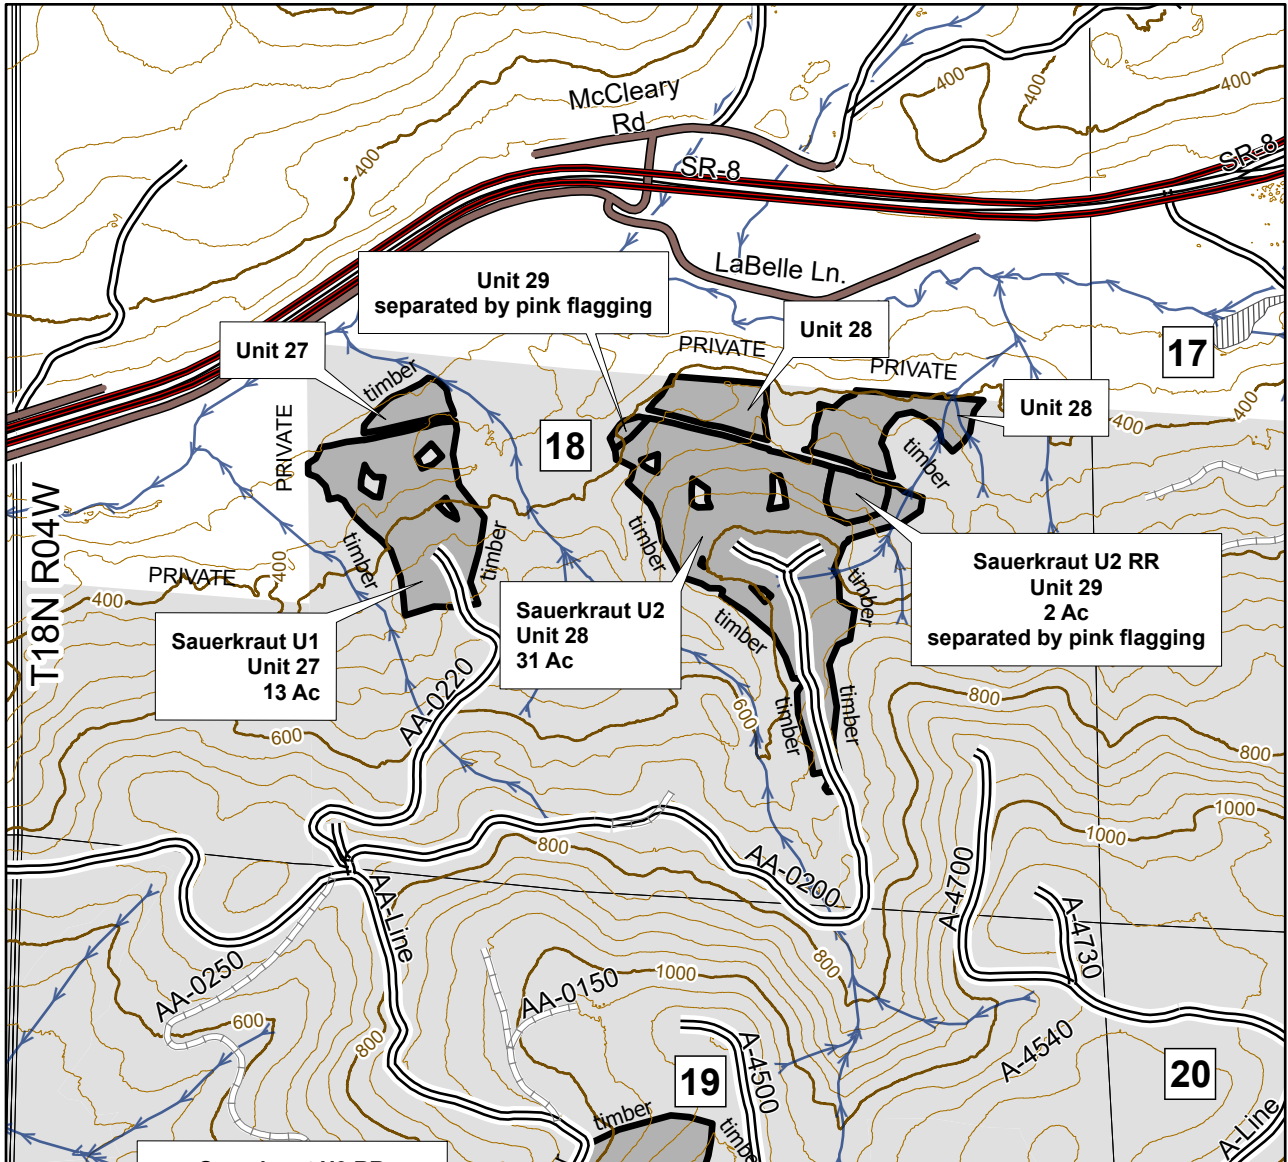 McCleary
Rd
400
400
400
400
SR-8
SR-8
LaBelle Ln.
Unit 29
separated by pink flagging
Unit 28
Unit 27
PRIVATE
PRIVATE
17
timber
Unit 28
400
400
PRIVATE
18
timber
T18N R04W
timber
timber
timber
PRIVATE
400
400
Sauerkraut U2 RR
Unit 29
2 Ac
separated by pink flagging
timber
Sauerkraut U2
Unit 28
31 Ac
timber
Sauerkraut U1
Unit 27
13 Ac
AA-0220
600
600
timber
timber
800
800
1000
1000
800
AA-0200
A-4700
A-4730
AA-Line
AA-0250
AA-0150
1000
800
600
800
A-4500
A-4540
19
20
timber
A-Line